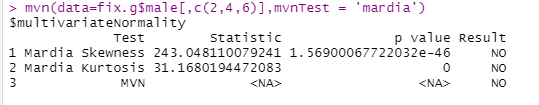 > mvn(data=fix.g$male[,c(2,4,6)],mvnTest = 'mardia')
$multivariateNormality
Test Statistic p value Result
1 Mardia Skewness 243.048110079241 1.56900067722032e-46 NO
2 Mardia Kurtosis 31.1680194472083 0 NO
3 MVN <NA> <NA> NO